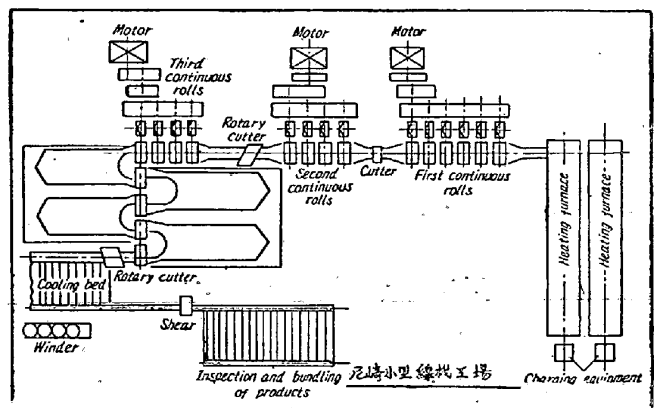 Motor
Motor
Motor
Third
continuous
rolls
Rotary
cutter
Second
continuous
rolls
Cutter
First continuous
rolls
Heating furnace
Heating furnace
Rotary cutter
Cooling bed
Shear
Winder
Inspection and bundling
of products
尼崎小型線材工場
Charning equinment